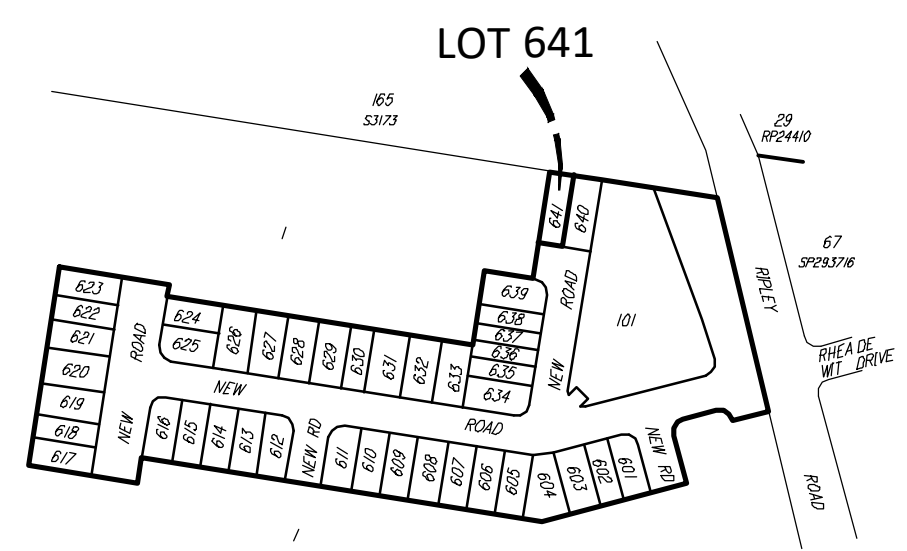 LOT 641
165
S3173
29
RP24410
641
640
67
SP293716
1
RIPLEY
623
622
621
620
619
618
617
ROAD
NEW
624
625
626
627
628
629
630
631
632
633
639
638
637
636
635
634
ROAD
NEW
101
RHEA DE
WIT DRIVE
NEW
ROAD
616
615
614
613
612
NEW RD
611
610
609
608
607
606
605
604
603
602
601
NEW RD
ROAD
1